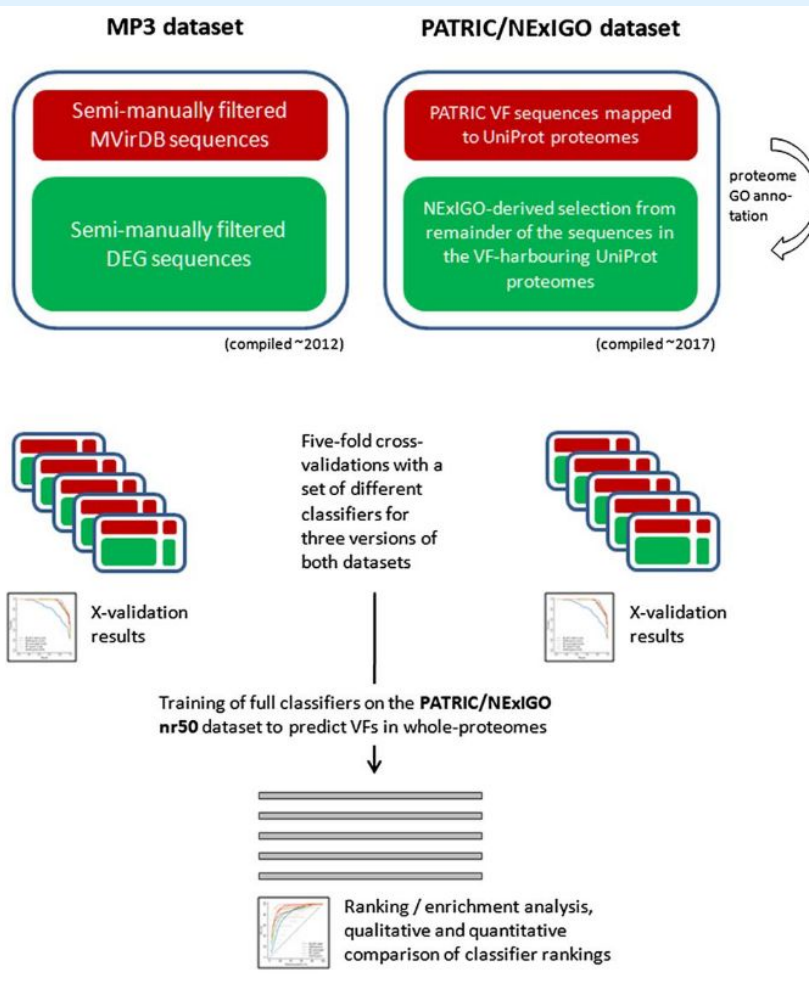 MP3 dataset
PATRIC/NExIGO dataset
Semi-manually filtered
MVirDB sequences
Semi-manually filtered
DEG sequences
(compiled ~2012)
PATRIC VF sequences mapped
to UniProt proteomes
NExIGO-derived selection from
remainder of the sequences in
the VF-harbouring UniProt
proteomes
(compiled ~2017)
proteome
GO anno-
tation
Five-fold cross-
validations with a
set of different
classifiers for
three versions of
both datasets
X-validation
results
X-validation
results
Training of full classifiers on the PATRIC/NExIGO
nr50 dataset to predict VFs in whole-proteomes
Ranking / enrichment analysis,
qualitative and quantitative
comparison of classifier rankings